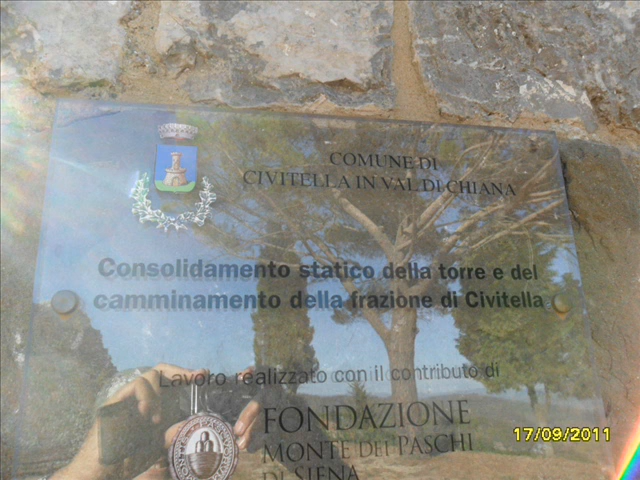 COMUNE DI
CIVITELLA IN VAL DI CHIANA
Consolidamento statico della torre e del
camminamento della frazione di Civitella
Lavoro realizzato con il contributo di
FONDAZIONE
MONTE DEI PASCHI
DI SIENA
17/09/2011